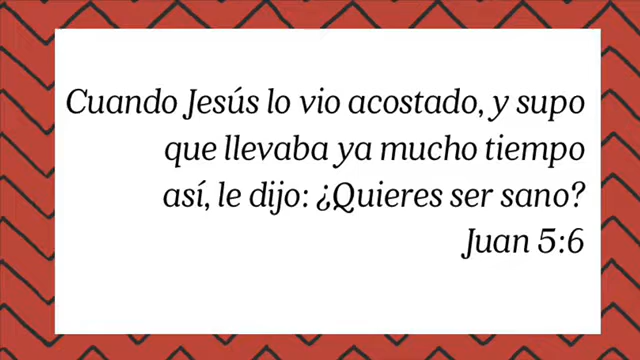 Cuando Jesús lo vio acostado, y supo
que llevaba ya mucho tiempo
así, le dijo: ¿Quieres ser sano?
Juan 5:6